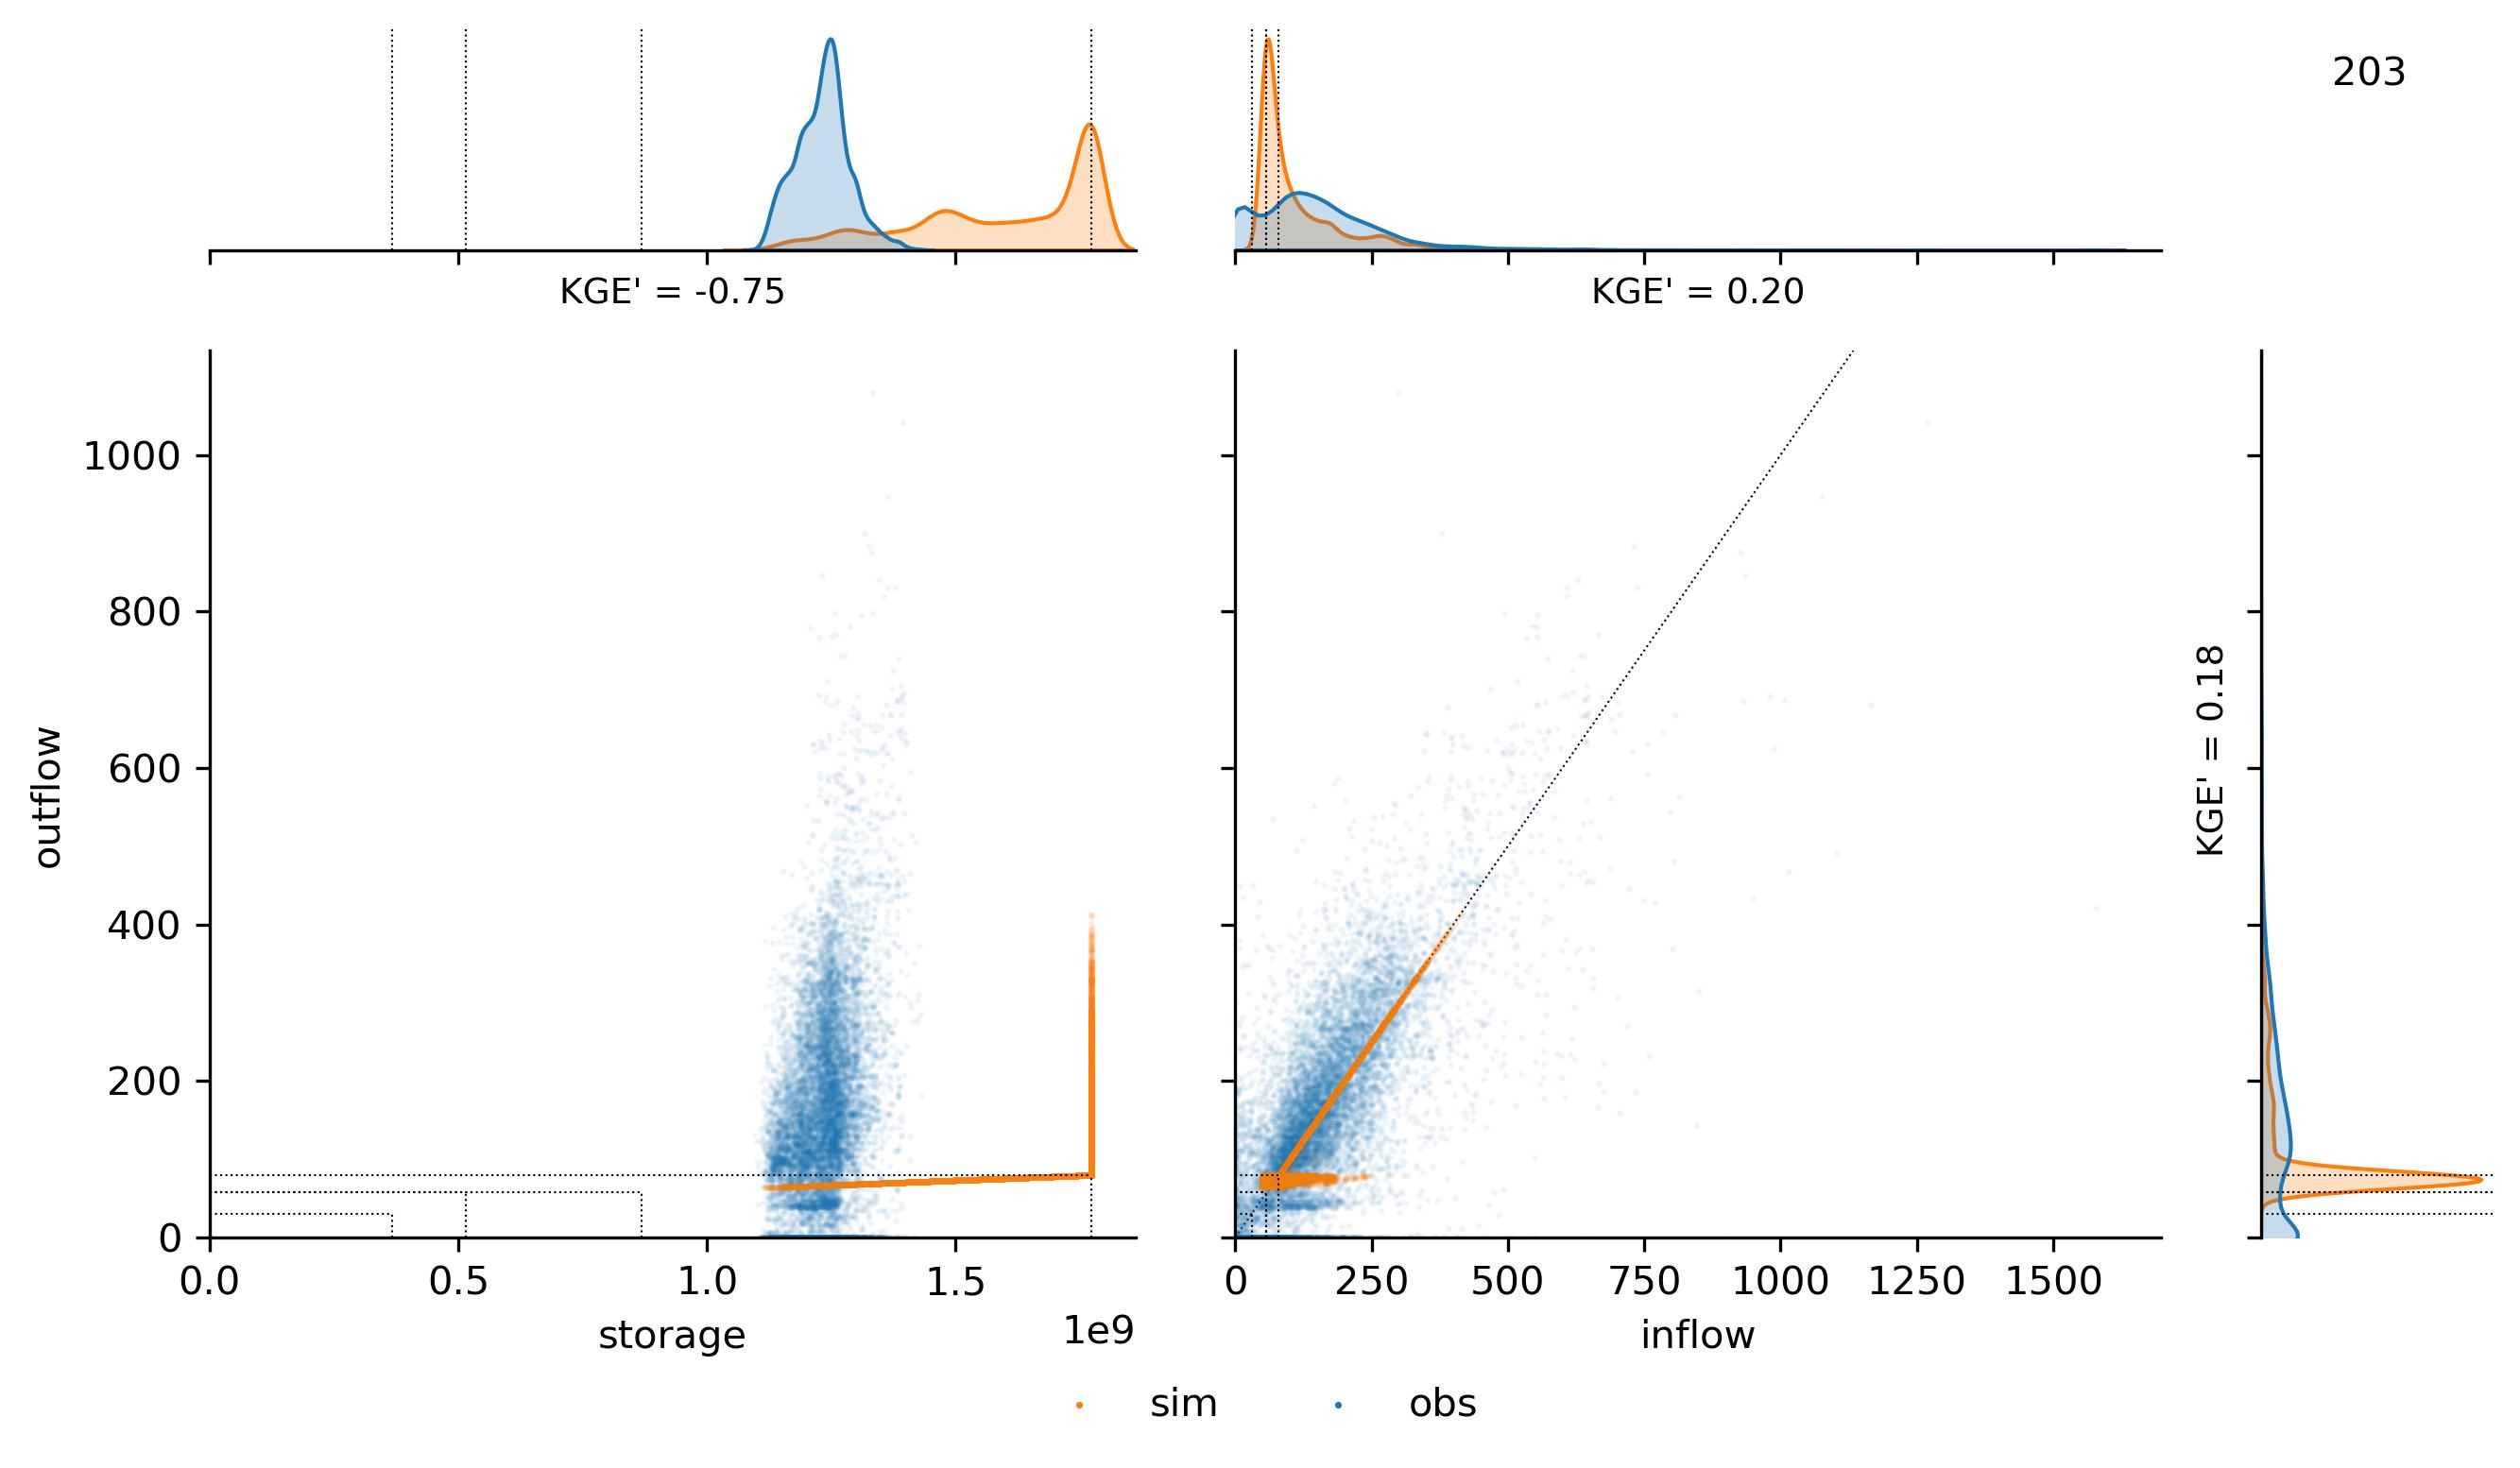 203
KGE' = -0.75
KGE' = 0.20
outflow
1000
800
600
400
200
0
KGE' = 0.18
0.0 0.5 1.0 1.5
1e9
storage
0 250 500 750 1000 1250 1500
inflow
sim obs